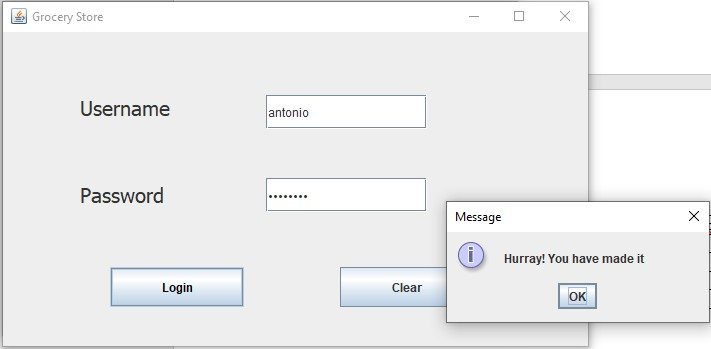 Grocery Store
Username
antonio
Password
••••••••
Login
Clear
Message
Hurray! You have made it
OK